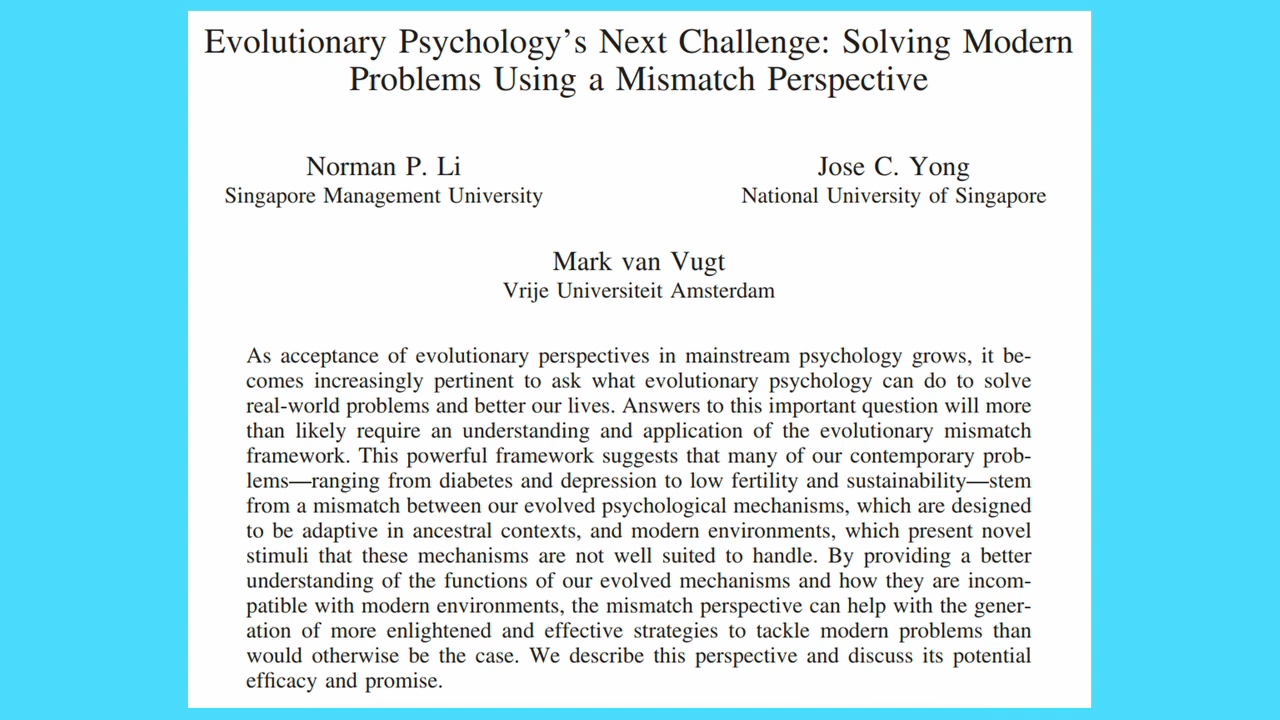 Evolutionary Psychology's Next Challenge: Solving Modern
Problems Using a Mismatch Perspective
Norman P. Li
Singapore Management University
Jose C. Yong
National University of Singapore
Mark van Vugt
Vrije Universiteit Amsterdam
As acceptance of evolutionary perspectives in mainstream psychology grows, it be-
comes increasingly pertinent to ask what evolutionary psychology can do to solve
real-world problems and better our lives. Answers to this important question will more
than likely require an understanding and application of the evolutionary mismatch
framework. This powerful framework suggests that many of our contemporary prob-
lems—ranging from diabetes and depression to low fertility and sustainability—stem
from a mismatch between our evolved psychological mechanisms, which are designed
to be adaptive in ancestral contexts, and modern environments, which present novel
stimuli that these mechanisms are not well suited to handle. By providing a better
understanding of the functions of our evolved mechanisms and how they are incom-
patible with modern environments, the mismatch perspective can help with the gener-
ation of more enlightened and effective strategies to tackle modern problems than
would otherwise be the case. We describe this perspective and discuss its potential
efficacy and promise.